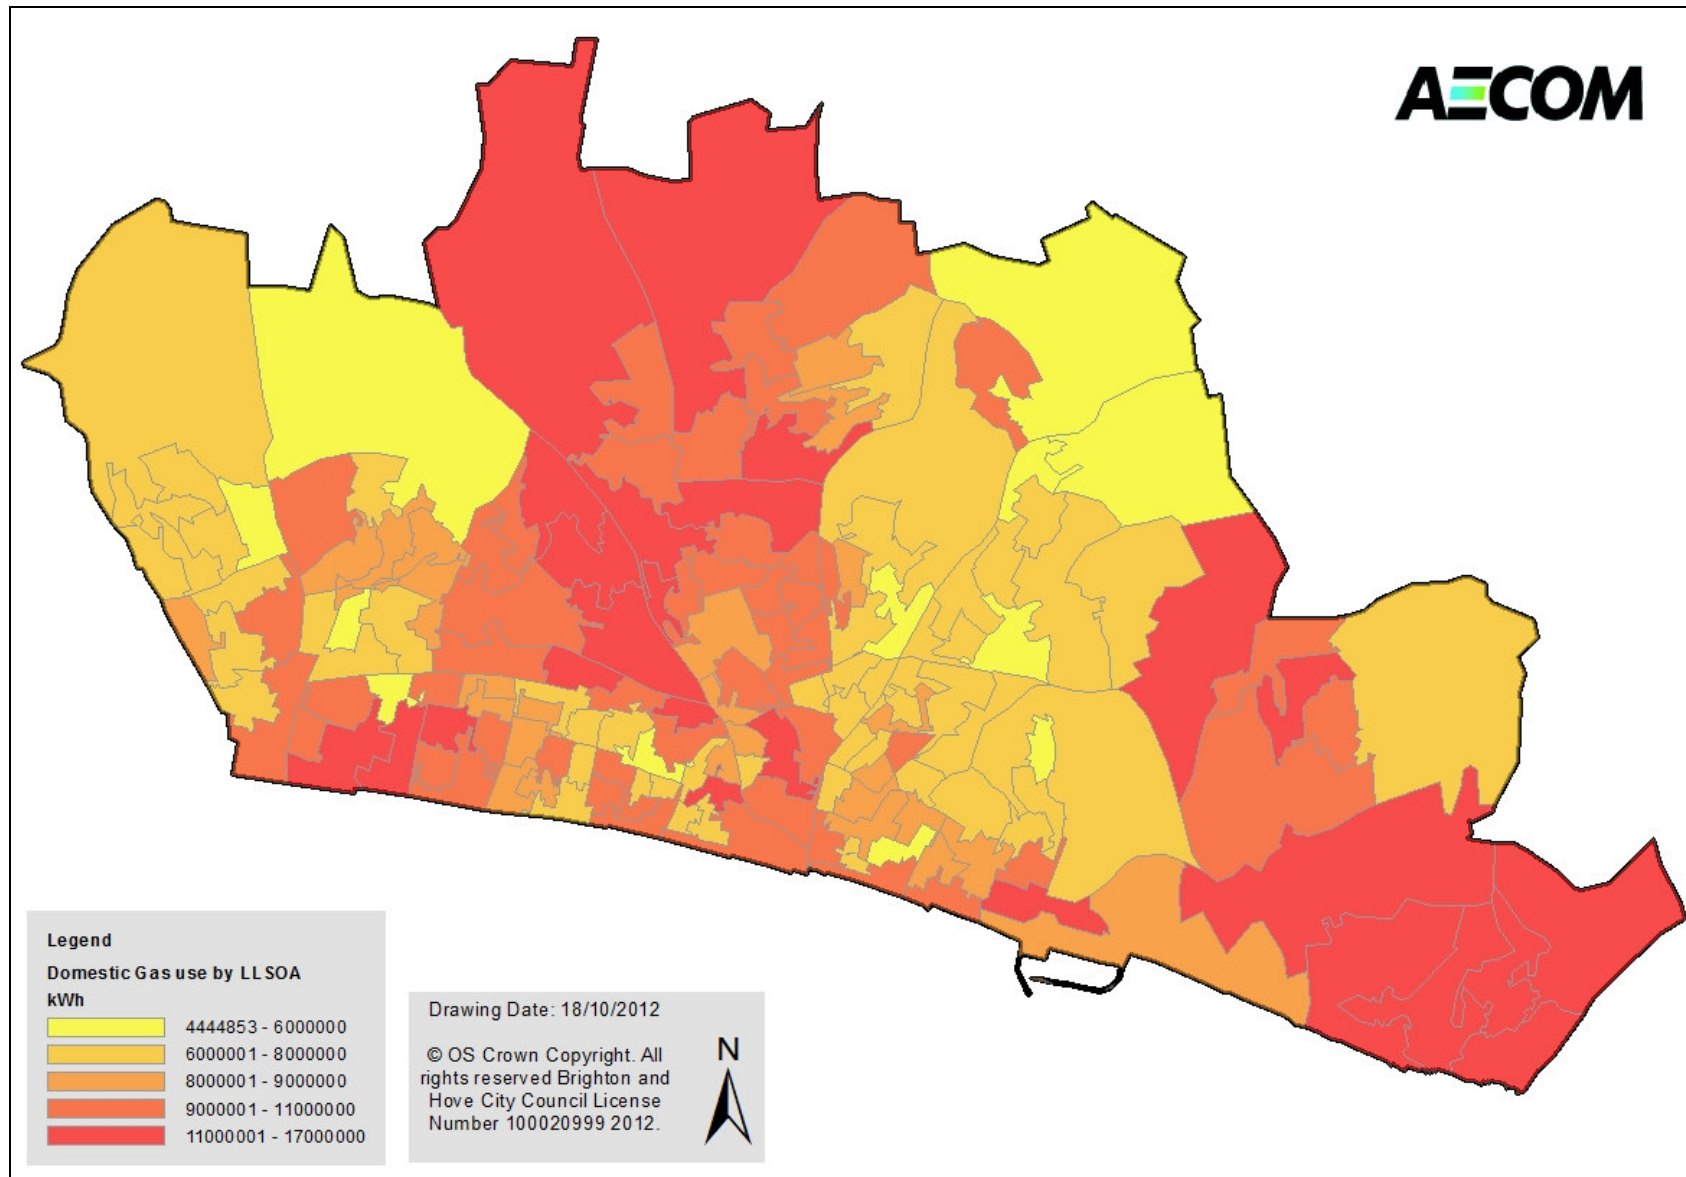 AECOM
Legend
Domestic Gas use by LLSOA
kWh
4444853 - 6000000
6000001 - 8000000
8000001 - 9000000
9000001 - 11000000
11000001 - 17000000
Drawing Date: 18/10/2012
© OS Crown Copyright. All
rights reserved Brighton and
Hove City Council License
Number 100020999 2012.
N